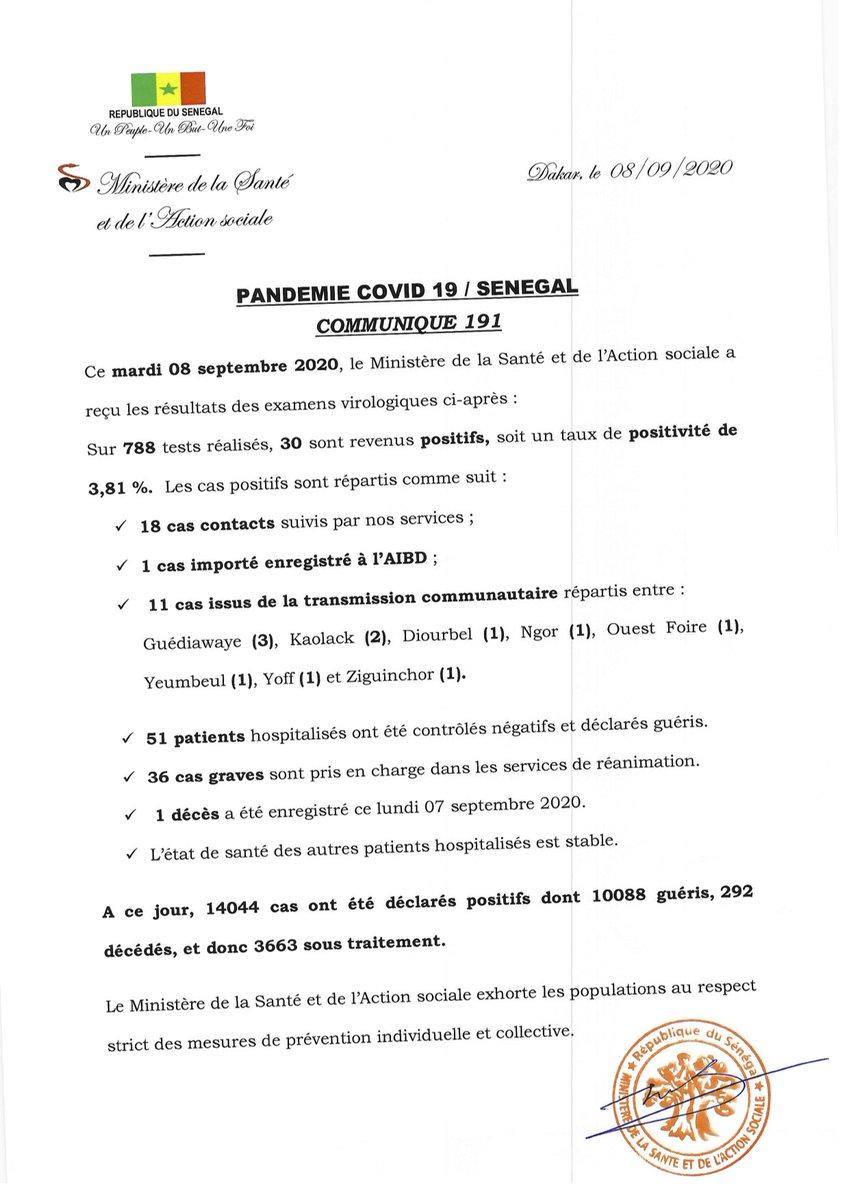 REPUBLIQUE DU SENEGAL
Un Peuple-Un But-Une Foi
Ministère de la Santé
et de l'Action sociale
Dakar, le 08/09/2020
PANDEMIE COVID 19 / SENEGAL
COMMUNIQUE 191
Ce mardi 08 septembre 2020, le Ministère de la Santé et de l'Action sociale a
reçu les résultats des examens virologiques ci-après :
Sur 788 tests réalisés, 30 sont revenus positifs, soit un taux de positivité de
3,81 %. Les cas positifs sont répartis comme suit :
✓ 18 cas contacts suivis par nos services ;
✓ 1 cas importé enregistré à l'AIBD ;
✓ 11 cas issus de la transmission communautaire répartis entre :
Guédiawaye (3), Kaolack (2), Diourbel (1), Ngor (1), Ouest Foire (1),
Yeumbeul (1), Yoff (1) et Ziguinchor (1).
✓ 51 patients hospitalisés ont été contrôlés négatifs et déclarés guéris.
✓ 36 cas graves sont pris en charge dans les services de réanimation.
✓ 1 décès a été enregistré ce lundi 07 septembre 2020.
✓ L'état de santé des autres patients hospitalisés est stable.
A ce jour, 14044 cas ont été déclarés positifs dont 10088 guéris, 292
décédés, et donc 3663 sous traitement.
Le Ministère de la Santé et de l'Action sociale exhorte les populations au respect
strict des mesures de prévention individuelle et collective.
République du Sénégal
MINISTERE DE LA SANTE ET DE L'ACTION SOCIALE